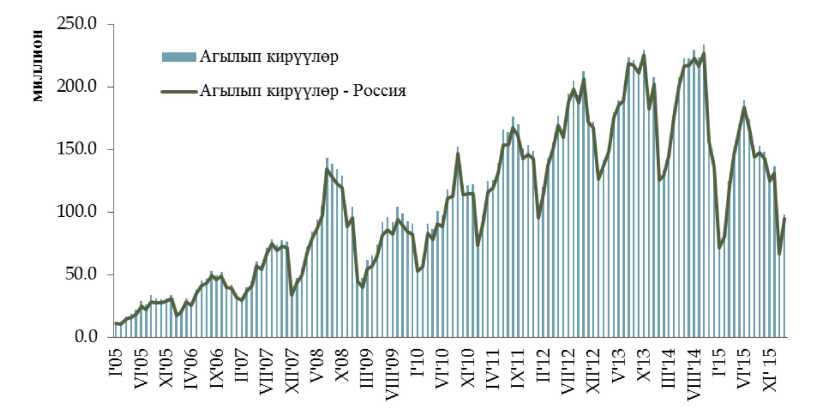 250.0
200.0
150.0
100.0
50.0
0.0
миллион
Агылып кирүүлөр
Агылып кирүүлөр - Россия
I'05 VI'05 XI'05 IV'06 IX'06 II'07 VII'07 XII'07 V'08 X'08 III'09 VIII'09 I'10 VI'10 XI'10 IV'11 IX'11 II'12 VII'12 XII'12 V'13 X'13 III'14 VIII'14 I'15 VI'15 XI'15